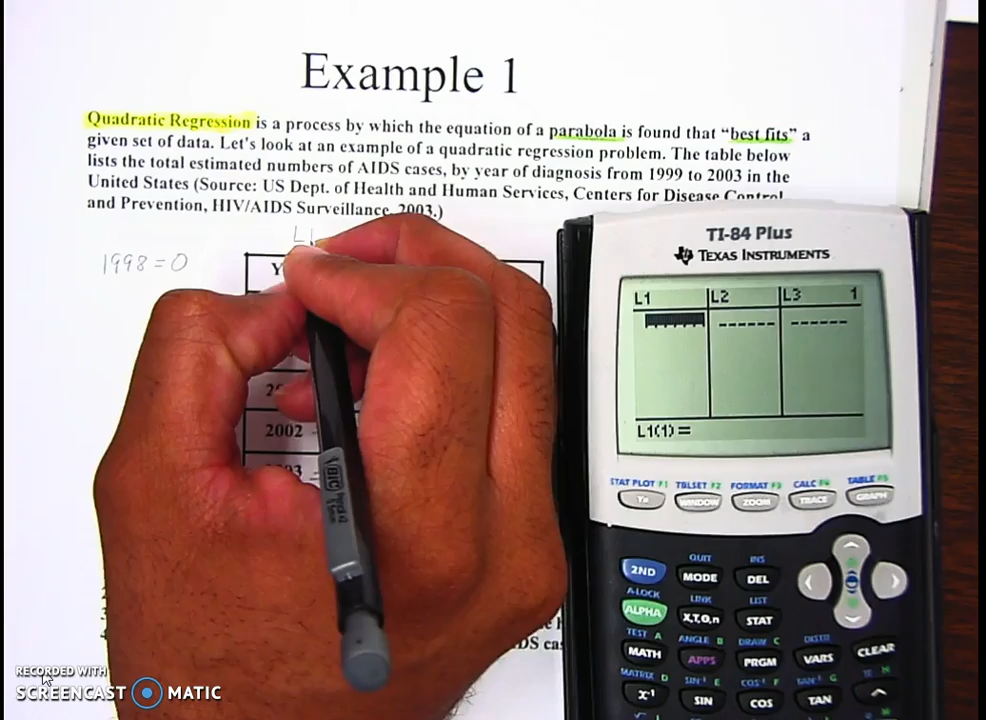 Example 1
Quadratic Regression is a process by which the equation of a parabola is found that “best fits” a
given set of data. Let's look at an example of a quadratic regression problem. The table below
lists the total estimated numbers of AIDS cases, by year of diagnosis from 1999 to 2003 in the
United States (Source: US Dept. of Health and Human Services, Centers for Disease Control
and Prevention, HIV/AIDS Surveillance, 2003.)
L1
1998 = 0
Y
2002
TI-84 Plus
TEXAS INSTRUMENTS
L1 L2 L3 1
------ ------
L1(1) =
STAT PLOT F1 TBLSET F2 FORMAT F3 CALC F4 TABLE F5
Y= WINDOW ZOOM TRACE GRAPH
QUIT INS
2ND MODE DEL
A-LOCK LINK LIST
ALPHA X,T,θ,n STAT
TEST A ANGLE B DRAW C DISTR
MATH APPS PRGM VARS CLEAR
MATRIX D SIN⁻¹ E COS⁻¹ F TAN⁻¹ G
x⁻¹ SIN COS TAN ^
DS cas
BIC
RECORDED WITH
SCREENCAST MATIC